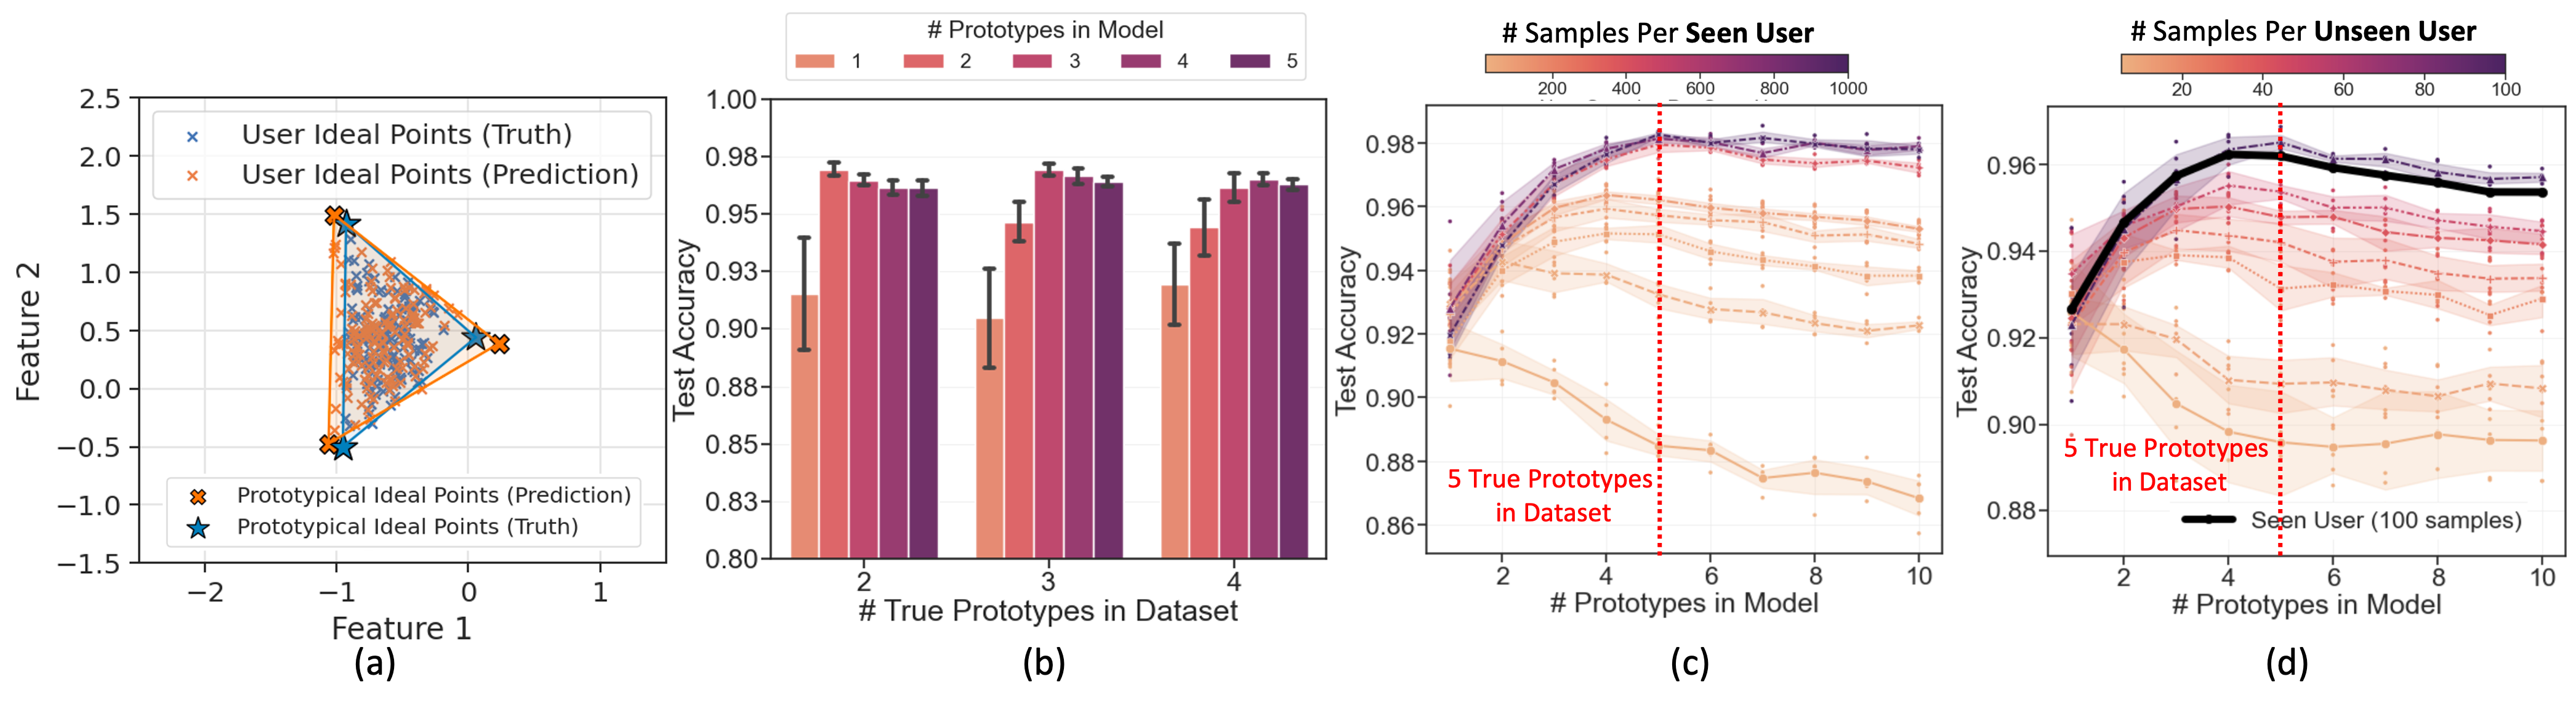 2.5
2.0
1.5
1.0
0.5
0.0
−0.5
−1.0
−1.5
Feature 2
User Ideal Points (Truth)
User Ideal Points (Prediction)
Prototypical Ideal Points (Prediction)
Prototypical Ideal Points (Truth)
−2 −1 0 1
Feature 1
(a)
# Prototypes in Model
1 2 3 4 5
1.00
0.98
0.95
0.93
0.90
0.88
0.85
0.83
0.80
Test Accuracy
2 3 4
# True Prototypes in Dataset
(b)
# Samples Per Seen User
200 400 600 800 1000
0.98
0.96
0.94
0.92
0.90
0.88
0.86
Test Accuracy
5 True Prototypes
in Dataset
2 4 6 8 10
# Prototypes in Model
(c)
# Samples Per Unseen User
20 40 60 80 100
0.96
0.94
0.92
0.90
0.88
Test Accuracy
5 True Prototypes
in Dataset
Seen User (100 samples)
2 4 6 8 10
# Prototypes in Model
(d)